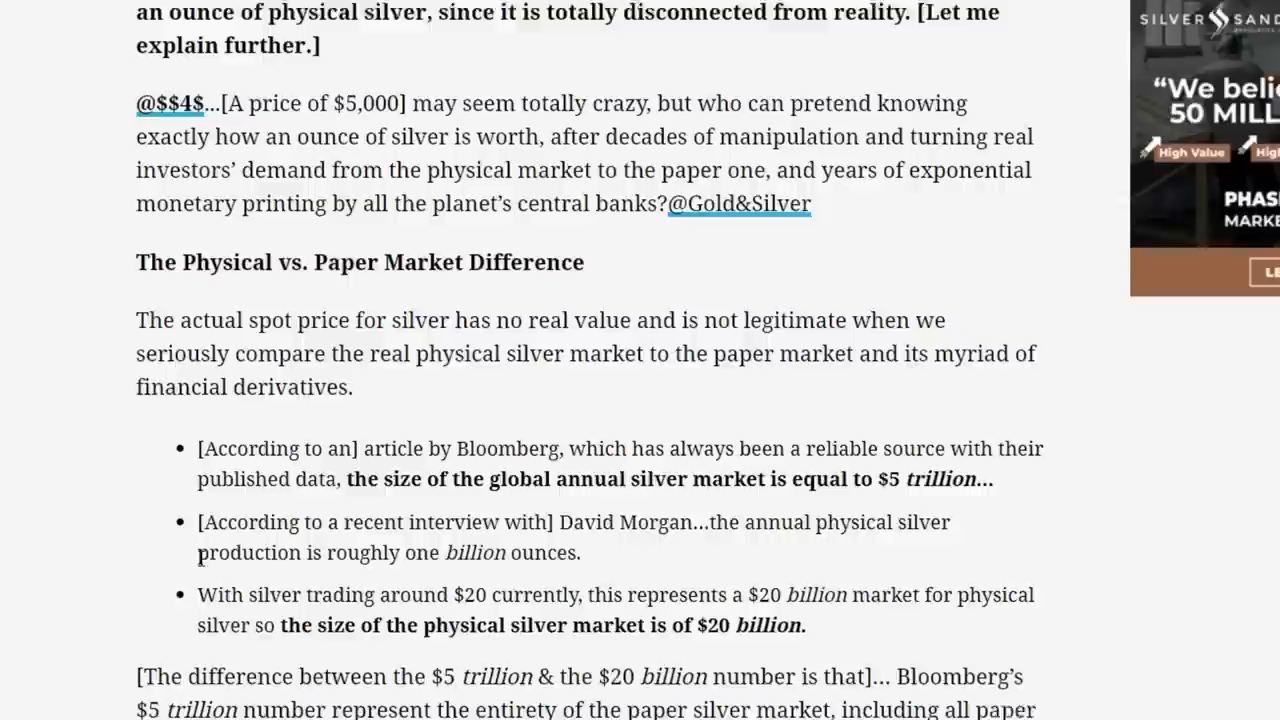 an ounce of physical silver, since it is totally disconnected from reality. [Let me
explain further.]
@$$4$...[A price of $5,000] may seem totally crazy, but who can pretend knowing
exactly how an ounce of silver is worth, after decades of manipulation and turning real
investors’ demand from the physical market to the paper one, and years of exponential
monetary printing by all the planet’s central banks?@Gold&Silver
The Physical vs. Paper Market Difference
The actual spot price for silver has no real value and is not legitimate when we
seriously compare the real physical silver market to the paper market and its myriad of
financial derivatives.
• [According to an] article by Bloomberg, which has always been a reliable source with their
published data, the size of the global annual silver market is equal to $5 trillion...
• [According to a recent interview with] David Morgan...the annual physical silver
production is roughly one billion ounces.
• With silver trading around $20 currently, this represents a $20 billion market for physical
silver so the size of the physical silver market is of $20 billion.
[The difference between the $5 trillion & the $20 billion number is that]... Bloomberg’s
$5 trillion number represent the entirety of the paper silver market, including all paper
SILVER SAND
“We beli
50 MILL
High Value
High
PHAS
MARKE
LE